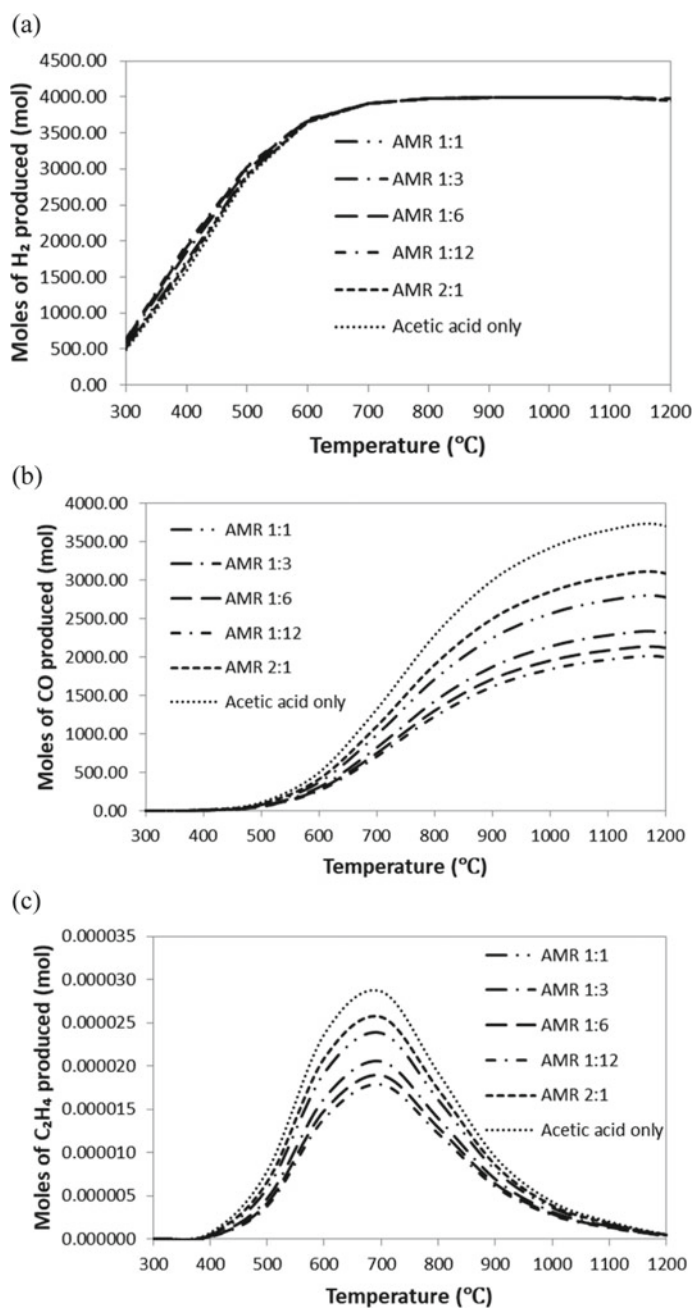 (a)
Moles of H₂ produced (mol)
4500.00
4000.00
3500.00
3000.00
2500.00
2000.00
1500.00
1000.00
500.00
0.00
AMR 1:1
AMR 1:3
AMR 1:6
AMR 1:12
AMR 2:1
Acetic acid only
300 400 500 600 700 800 900 1000 1100 1200
Temperature (°C)
(b)
Moles of CO produced (mol)
4000.00
3500.00
3000.00
2500.00
2000.00
1500.00
1000.00
500.00
0.00
AMR 1:1
AMR 1:3
AMR 1:6
AMR 1:12
AMR 2:1
Acetic acid only
300 400 500 600 700 800 900 1000 1100 1200
Temperature (°C)
(c)
Moles of C₂H₄ produced (mol)
0.000035
0.000030
0.000025
0.000020
0.000015
0.000010
0.000005
0.000000
AMR 1:1
AMR 1:3
AMR 1:6
AMR 1:12
AMR 2:1
Acetic acid only
300 400 500 600 700 800 900 1000 1100 1200
Temperature (°C)